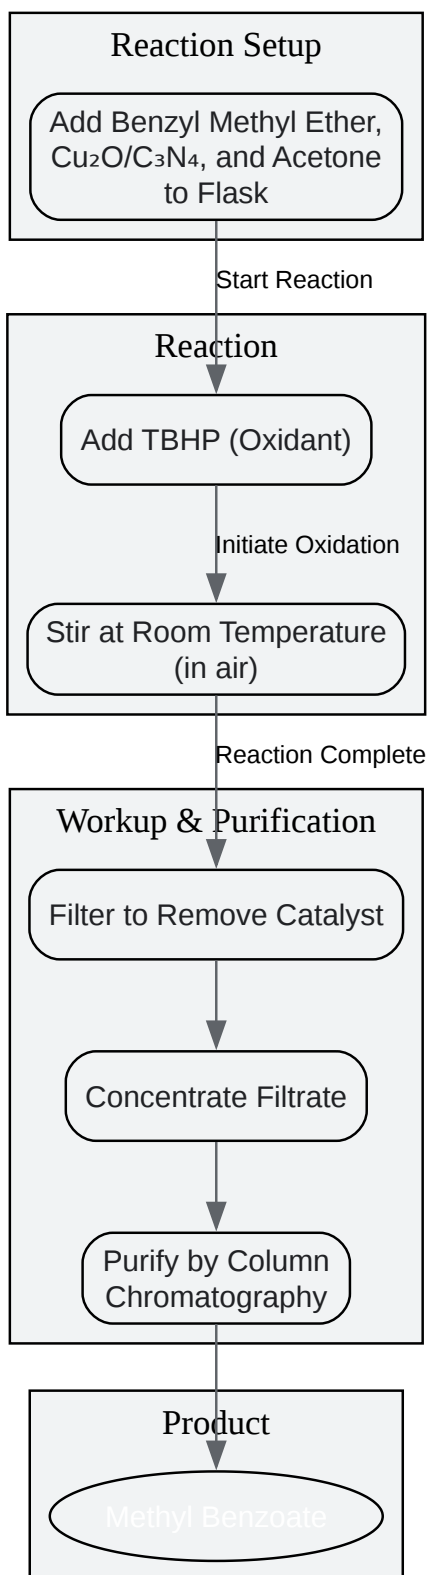 Reaction Setup
Add Benzyl Methyl Ether,
Cu₂O/C₃N₄, and Acetone
to Flask
Start Reaction
Reaction
Add TBHP (Oxidant)
Initiate Oxidation
Stir at Room Temperature
(in air)
Reaction Complete
Workup & Purification
Filter to Remove Catalyst
Concentrate Filtrate
Purify by Column
Chromatography
Product
Methyl Benzoate